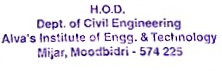 H.O.D.
Dept. of Civil Engineering
Alva's Institute of Engg. & Technology
Mijar, Moodbidri - 574 225